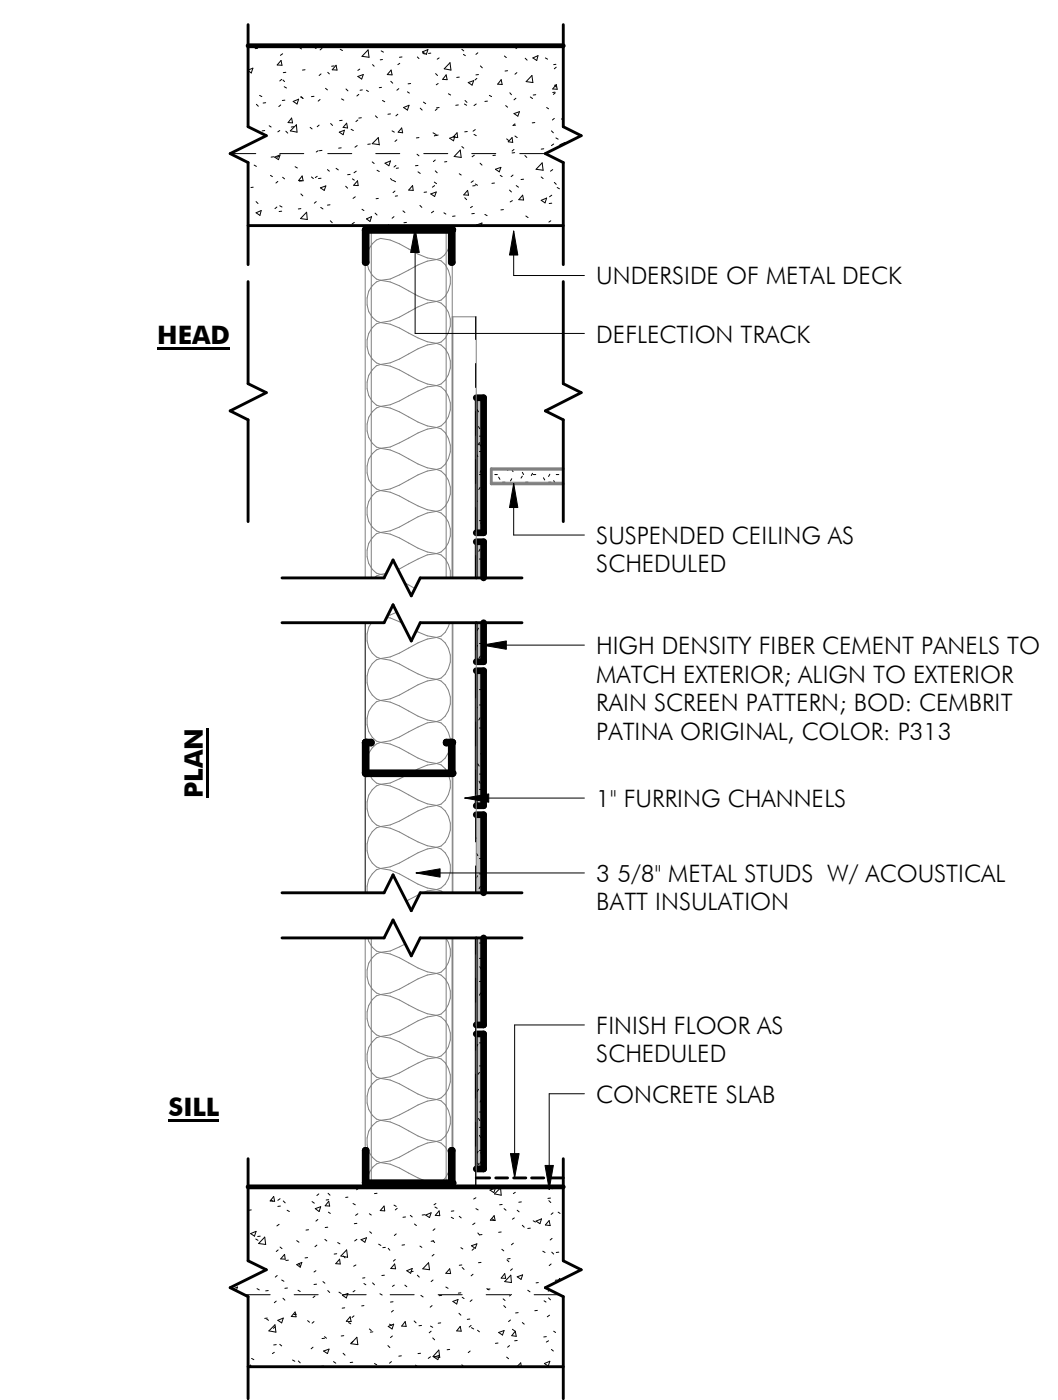 UNDERSIDE OF METAL DECK
HEAD
DEFLECTION TRACK
SUSPENDED CEILING AS
SCHEDULED
HIGH DENSITY FIBER CEMENT PANELS TO
MATCH EXTERIOR; ALIGN TO EXTERIOR
RAIN SCREEN PATTERN; BOD: CEMBRIT
PATINA ORIGINAL, COLOR: P313
PLAN
1" FURRING CHANNELS
3 5/8" METAL STUDS  W/ ACOUSTICAL
BATT INSULATION
FINISH FLOOR AS
SCHEDULED
CONCRETE SLAB
SILL